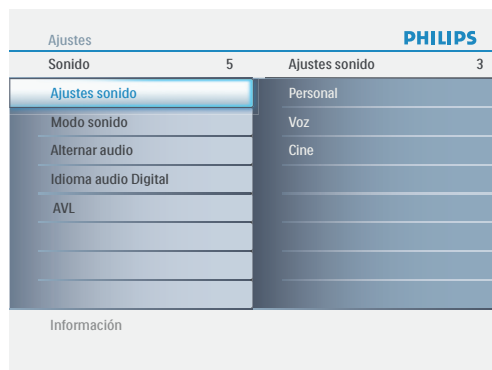 Ajustes PHILIPS
Sonido 5 Ajustes sonido 3
Ajustes sonido Personal
Modo sonido Voz
Alternar audio Cine
Idioma audio Digital
AVL
Información